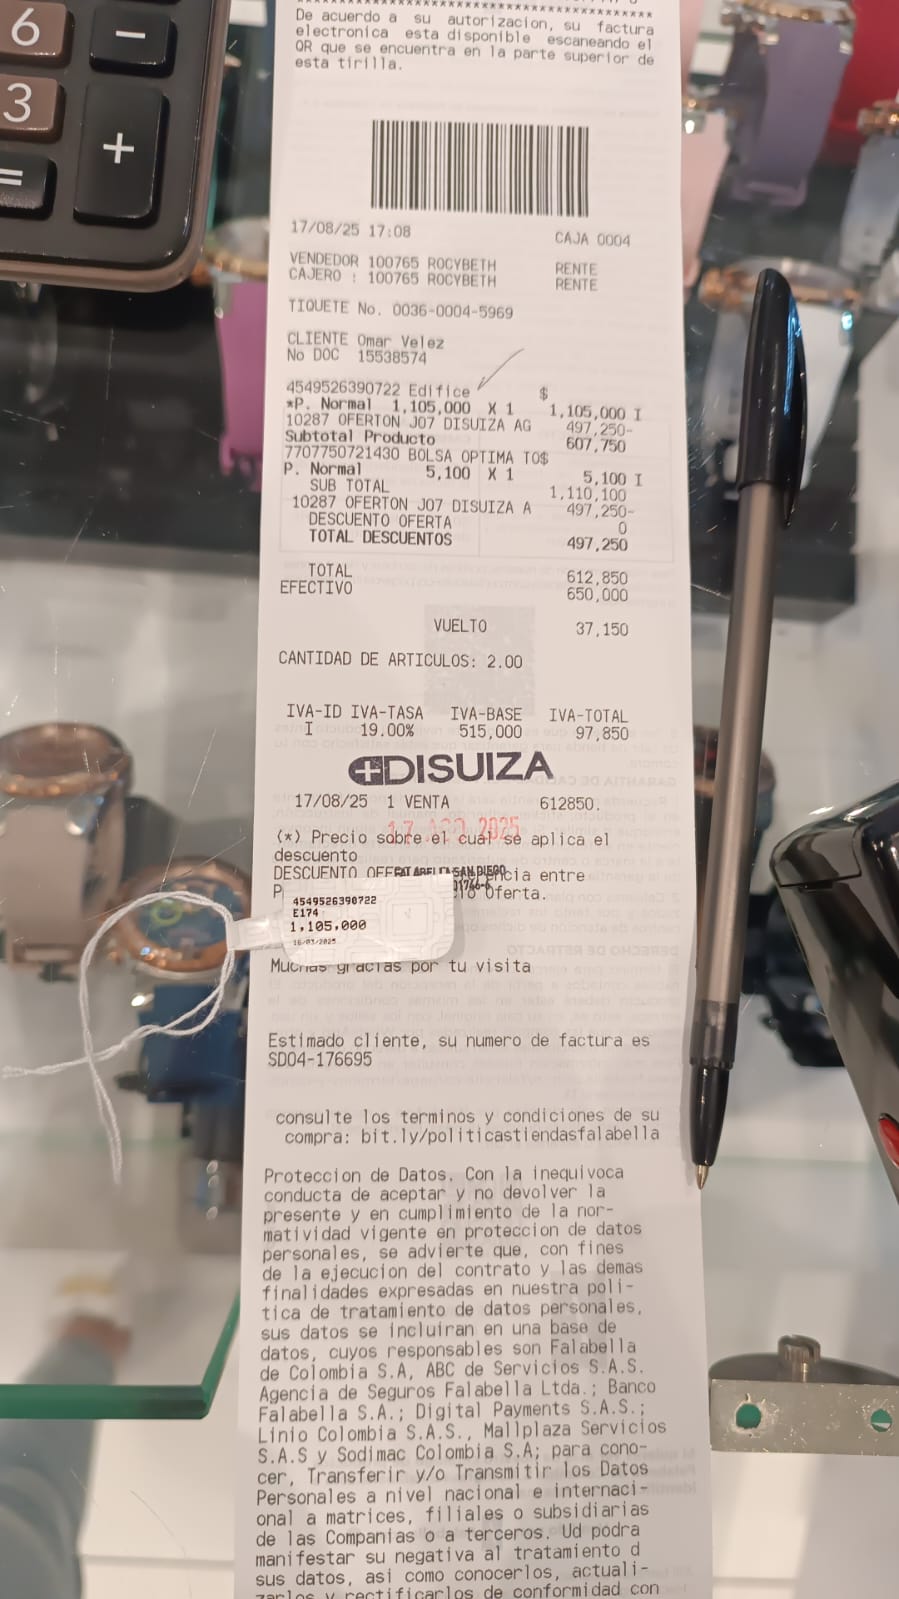 6
-
3
+
=
De acuerdo a su autorizacion, su factura
electronica esta disponible escaneando el
QR que se encuentra en la parte superior de
esta tirilla.
17/08/25 17:08 CAJA 0004
VENDEDOR 100765 ROCYBETH RENTE
CAJERO : 100765 ROCYBETH RENTE
TIQUETE No. 0036-0004-5969
CLIENTE Omar Velez
No DOC 15538574
4549526390722 Edifice $
*P. Normal 1,105,000 X 1 1,105,000 I
10287 OFERTON J07 DISUIZA AG 497,250-
Subtotal Producto 607,750
7707750721430 BOLSA OPTIMA TO$
P. Normal 5,100 X 1 5,100 I
SUB TOTAL 1,110,100
10287 OFERTON J07 DISUIZA A 497,250-
DESCUENTO OFERTA 0
TOTAL DESCUENTOS 497,250
TOTAL 612,850
EFECTIVO 650,000
VUELTO 37,150
CANTIDAD DE ARTICULOS: 2.00
IVA-ID IVA-TASA IVA-BASE IVA-TOTAL
I 19.00% 515,000 97,850
DISUIZA
17/08/25 1 VENTA 612850.
17 AGO 2025
(*) Precio sobre el cual se aplica el
descuento
DESCUENTO entre
Oferta.
FALABELLA SAN DIEGO
4549526390722
E174
1,105,000
16/03/2025
Muchas gracias por tu visita
Estimado cliente, su numero de factura es
SD04-176695
consulte los terminos y condiciones de su
compra: bit.ly/politicastiendasfalabella
Proteccion de Datos. Con la inequivoca
conducta de aceptar y no devolver la
presente y en cumplimiento de la nor-
matividad vigente en proteccion de datos
personales, se advierte que, con fines
de la ejecucion del contrato y las demas
finalidades expresadas en nuestra poli-
tica de tratamiento de datos personales,
sus datos se incluiran en una base de
datos, cuyos responsables son Falabella
de Colombia S.A, ABC de Servicios S.A.S.
Agencia de Seguros Falabella Ltda.; Banco
Falabella S.A.; Digital Payments S.A.S.;
Linio Colombia S.A.S., Mallplaza Servicios
S.A.S y Sodimac Colombia S.A; para cono-
cer, Transferir y/o Transmitir los Datos
Personales a nivel nacional e internaci-
onal a matrices, filiales o subsidiarias
de las Companias o a terceros. Ud podra
manifestar su negativa al tratamiento d
sus datos, asi como conocerlos, actuali-
zarlos y rectificarlos de conformidad con